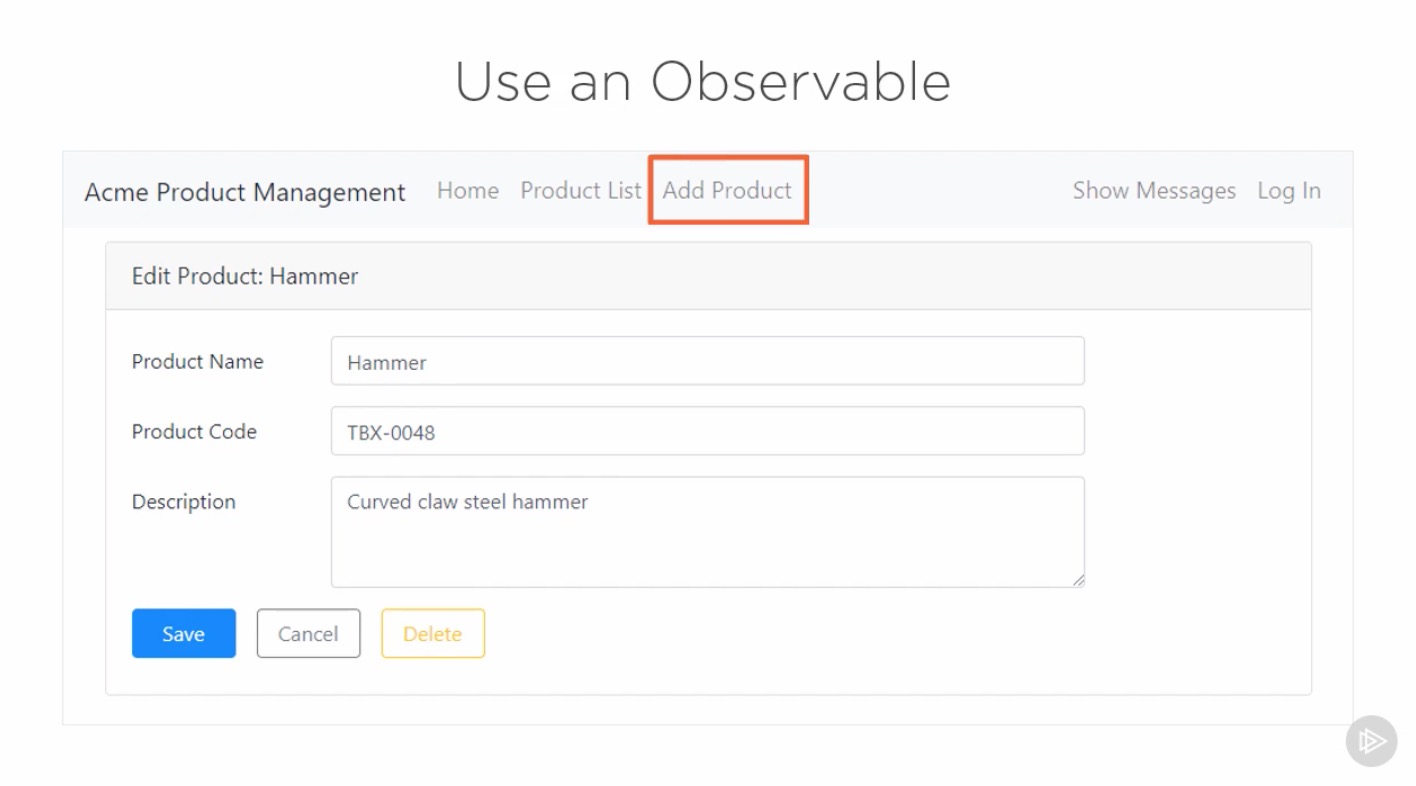 Use an Observable
Acme Product Management Home Product List Add Product Show Messages Log In
Edit Product: Hammer
Product Name Hammer
Product Code TBX-0048
Description Curved claw steel hammer
Save Cancel Delete